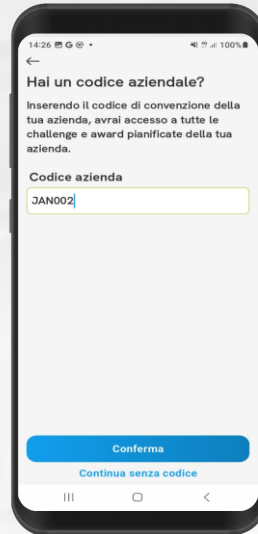 14:26
100%
Hai un codice aziendale?
Inserendo il codice di convenzione della
tua azienda, avrai accesso a tutte le
challenge e award pianificate della tua
azienda.
Codice azienda
JAN002
Conferma
Continua senza codice